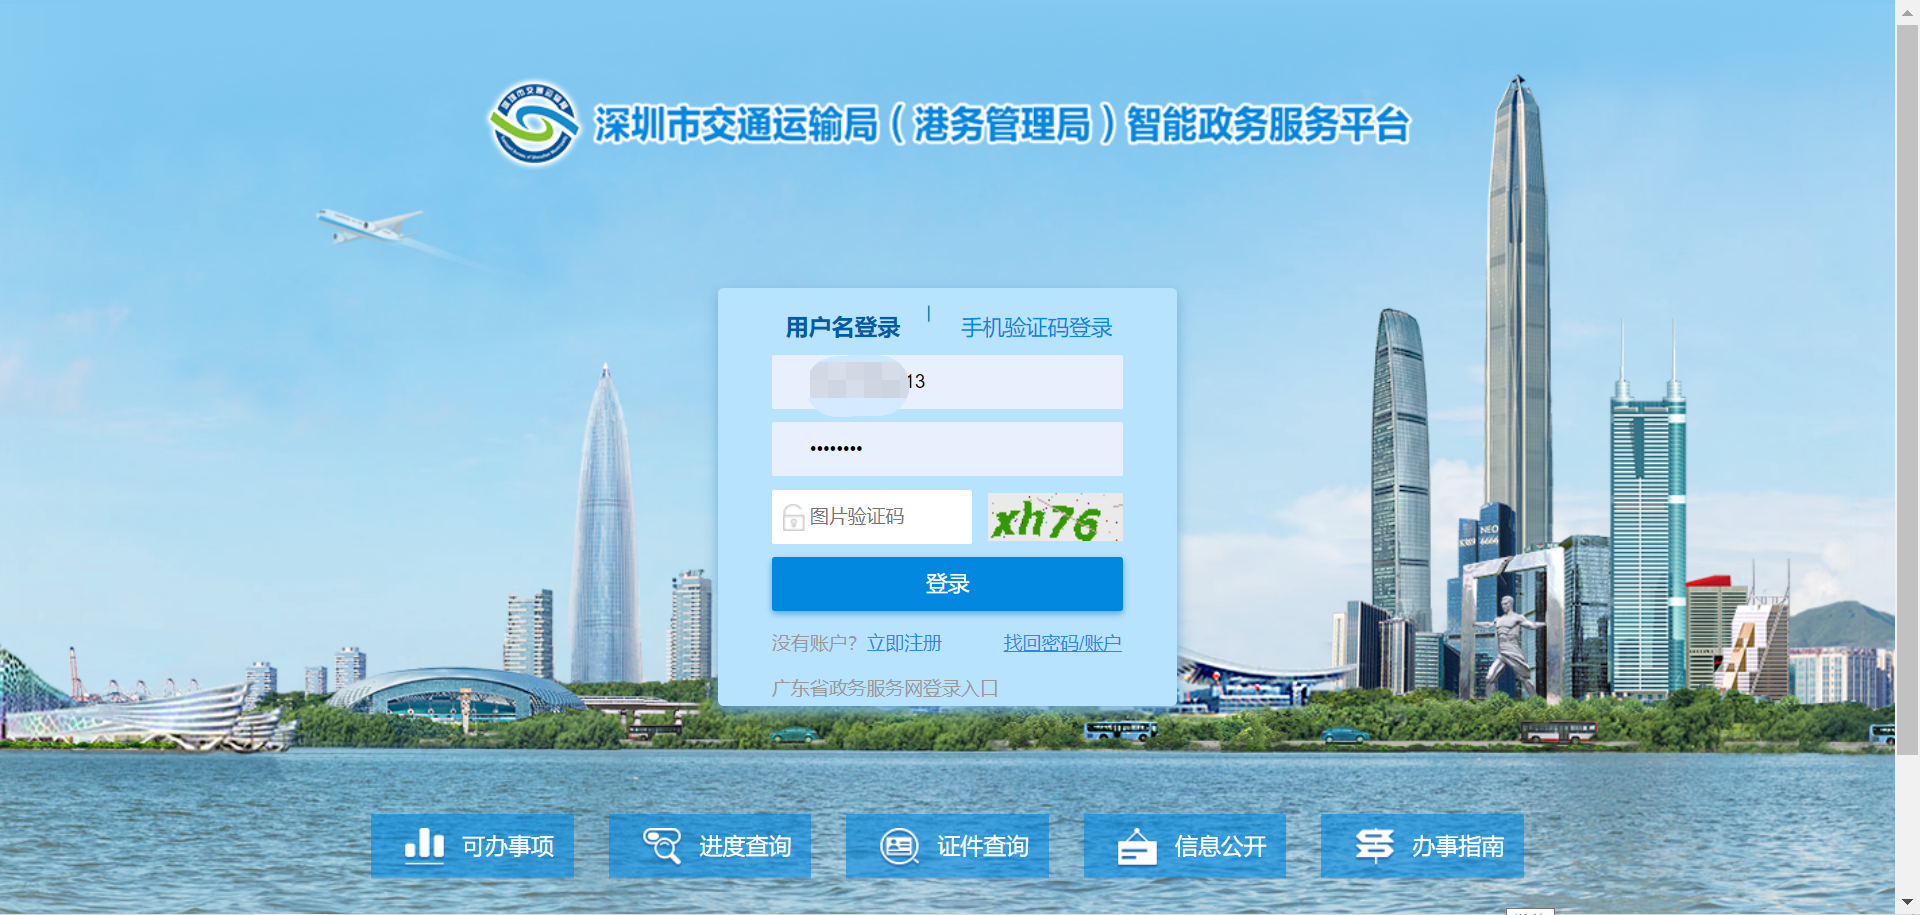 深圳市交通运输局（港务管理局）智能政务服务平台
用户名登录 | 手机验证码登录
13
••••••••
图片验证码 xh76
登录
没有账户？立即注册 找回密码/账户
广东省政务服务网登录入口
NEO
可办事项 进度查询 证件查询 信息公开 办事指南